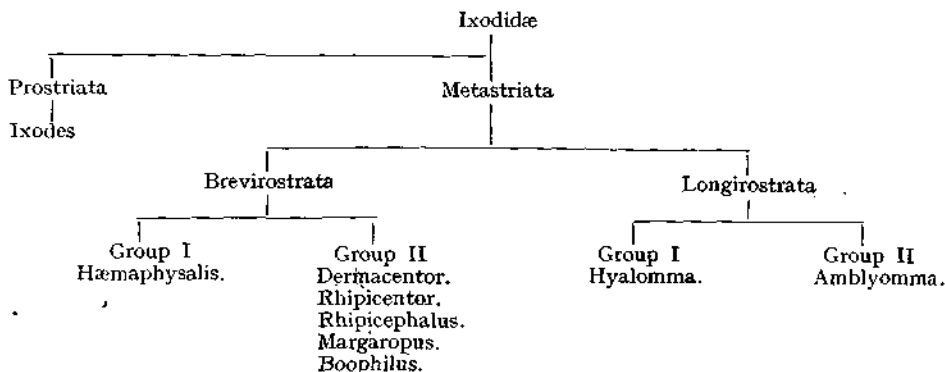 Ixodidæ
Prostriata
Metastriata
Ixodes
Brevirostrata
Longirostrata
Group I
Hæmaphysalis.
Group II
Dermacentor.
Rhipicentor.
Rhipicephalus.
Margaropus.
Boophilus.
Group I
Hyalomma.
Group II
Amblyomma.